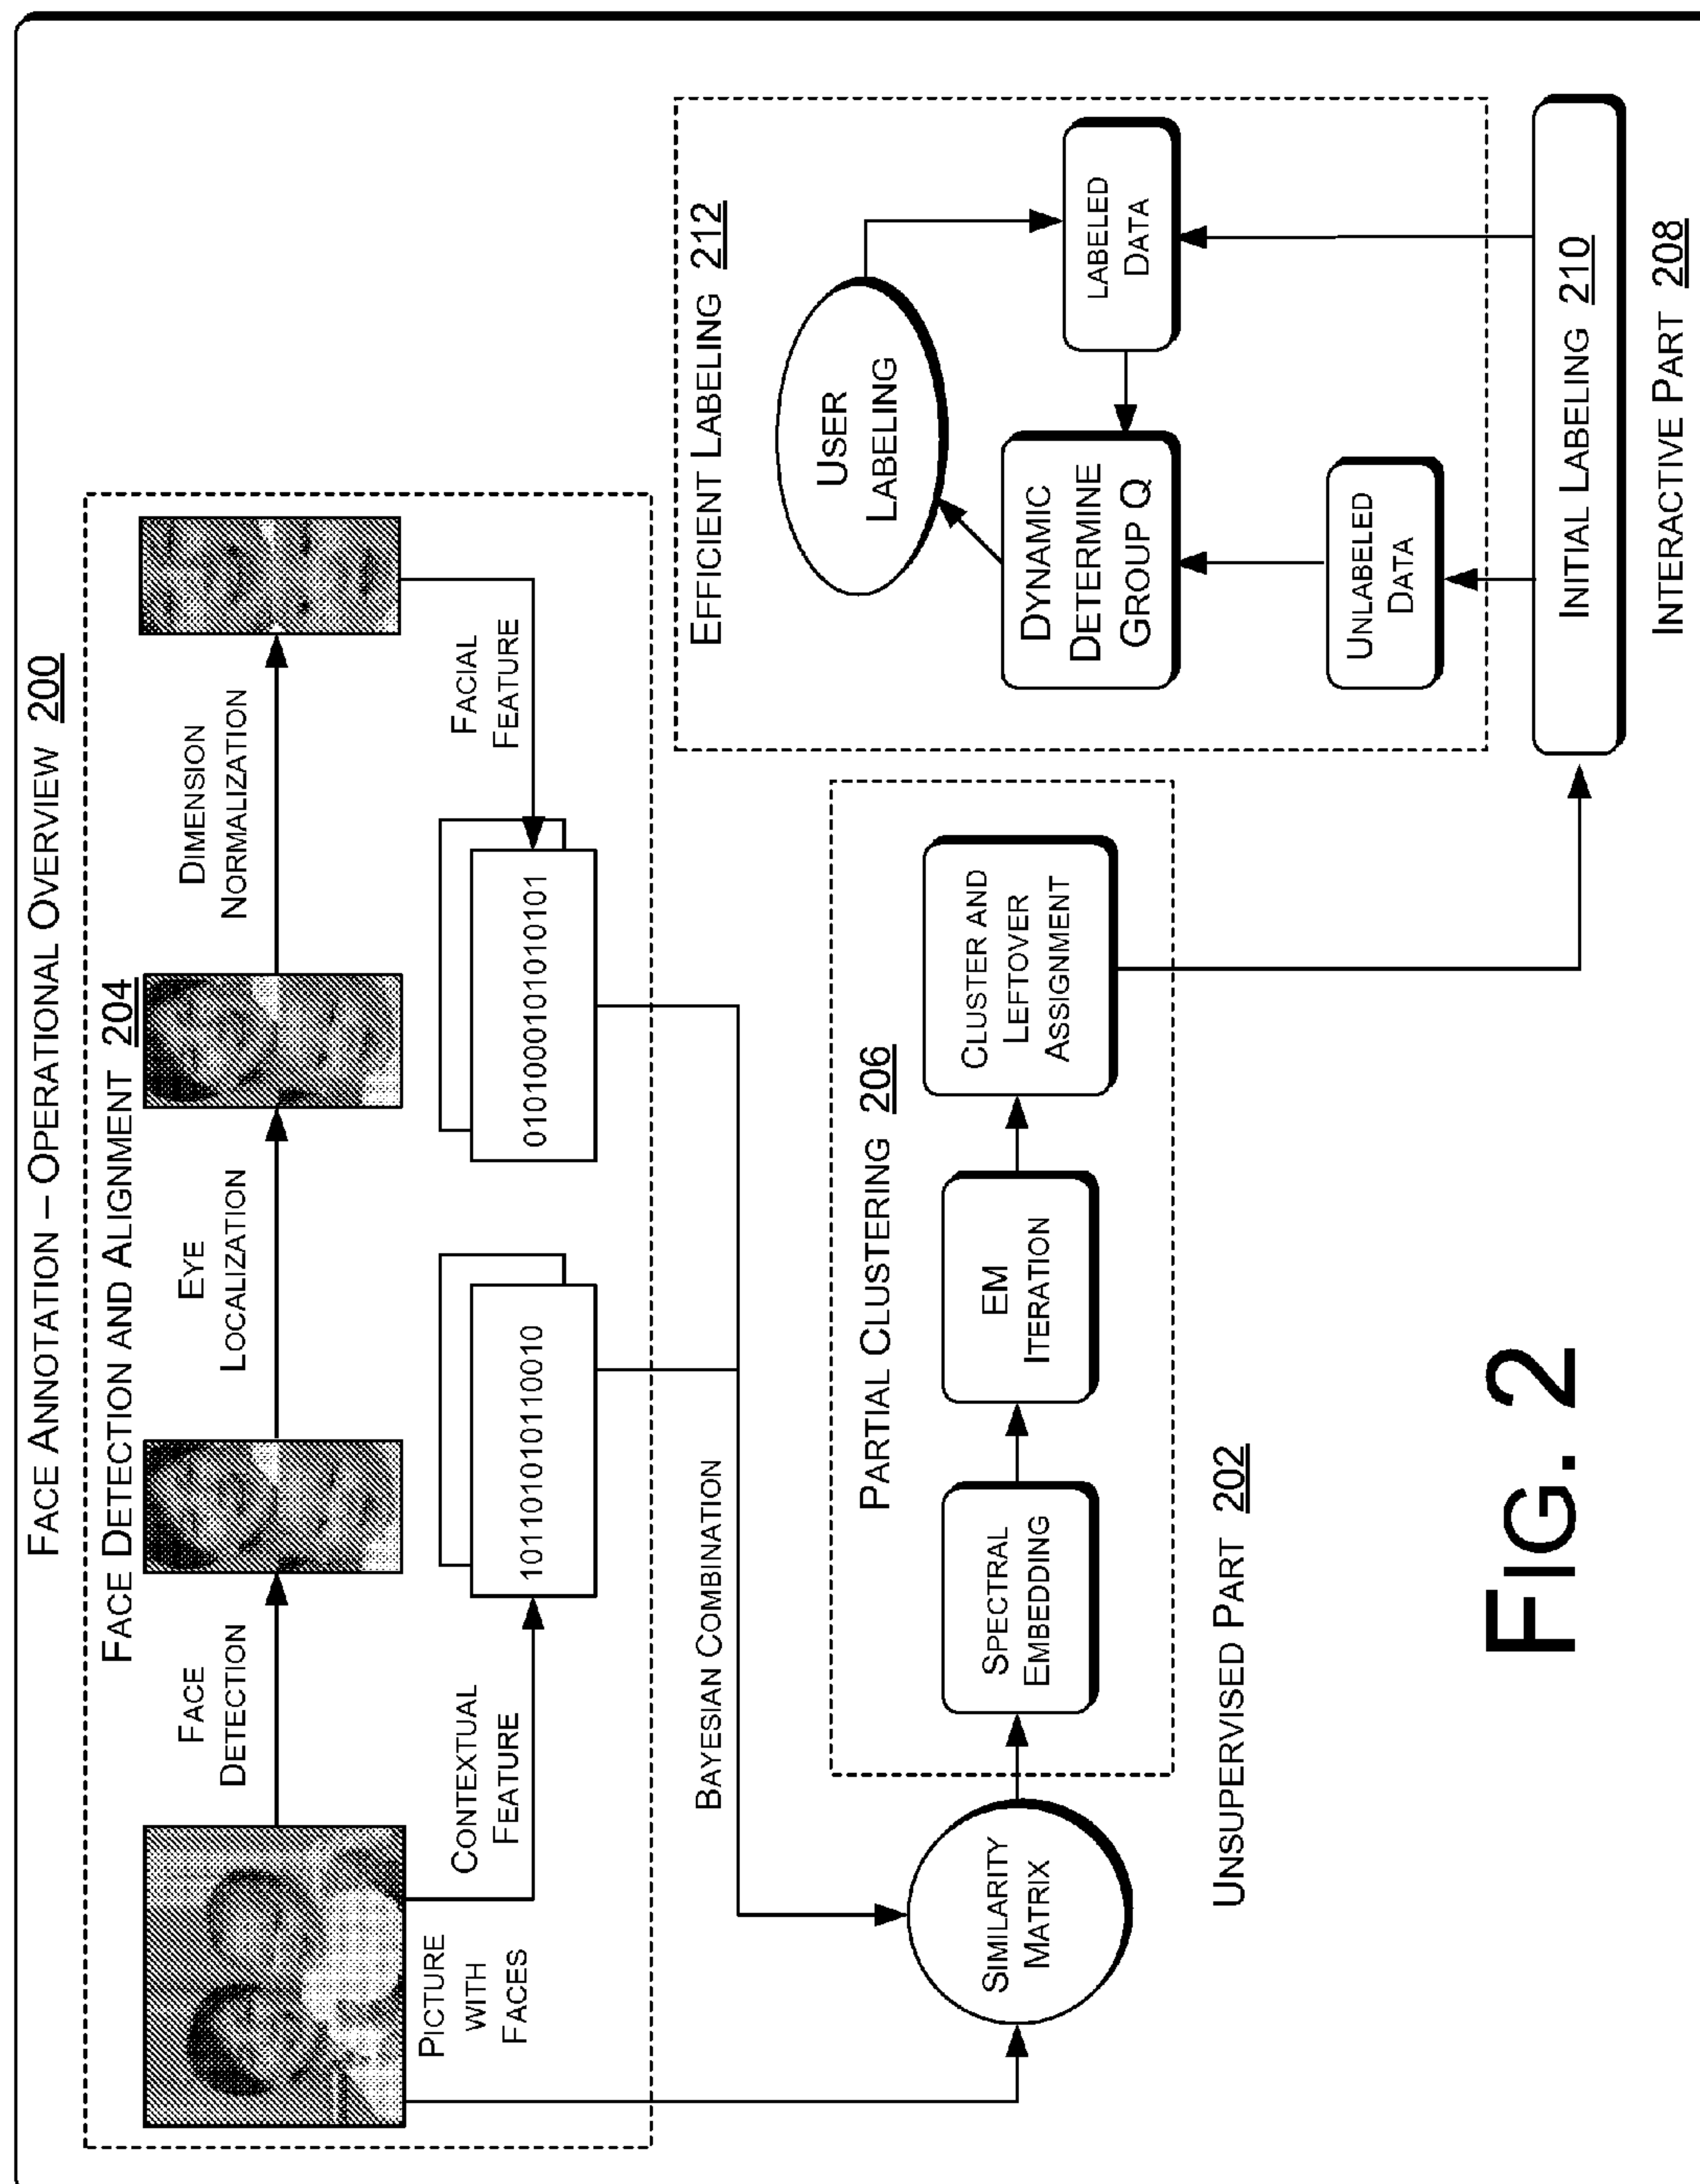 FACE ANNOTATION – OPERATIONAL OVERVIEW 200
FACE DETECTION AND ALIGNMENT 204
FACE
DETECTION
EYE
LOCALIZATION
DIMENSION
NORMALIZATION
PICTURE
WITH
FACES
CONTEXTUAL
FEATURE
101101010110010
0101000101010101
FACIAL
FEATURE
BAYESIAN COMBINATION
SIMILARITY
MATRIX
PARTIAL CLUSTERING 206
SPECTRAL
EMBEDDING
EM
ITERATION
CLUSTER AND
LEFTOVER
ASSIGNMENT
UNSUPERVISED PART 202
EFFICIENT LABELING 212
USER
LABELING
DYNAMIC
DETERMINE
GROUP Q
LABELED
DATA
UNLABELED
DATA
INITIAL LABELING 210
INTERACTIVE PART 208
FIG. 2